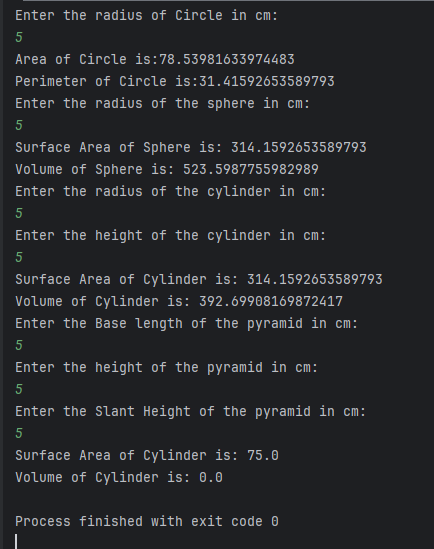 Enter the radius of Circle in cm:
5
Area of Circle is:78.53981633974483
Perimeter of Circle is:31.41592653589793
Enter the radius of the sphere in cm:
5
Surface Area of Sphere is: 314.1592653589793
Volume of Sphere is: 523.5987755982989
Enter the radius of the cylinder in cm:
5
Enter the height of the cylinder in cm:
5
Surface Area of Cylinder is: 314.1592653589793
Volume of Cylinder is: 392.69908169872417
Enter the Base length of the pyramid in cm:
5
Enter the height of the pyramid in cm:
5
Enter the Slant Height of the pyramid in cm:
5
Surface Area of Cylinder is: 75.0
Volume of Cylinder is: 0.0
Process finished with exit code 0